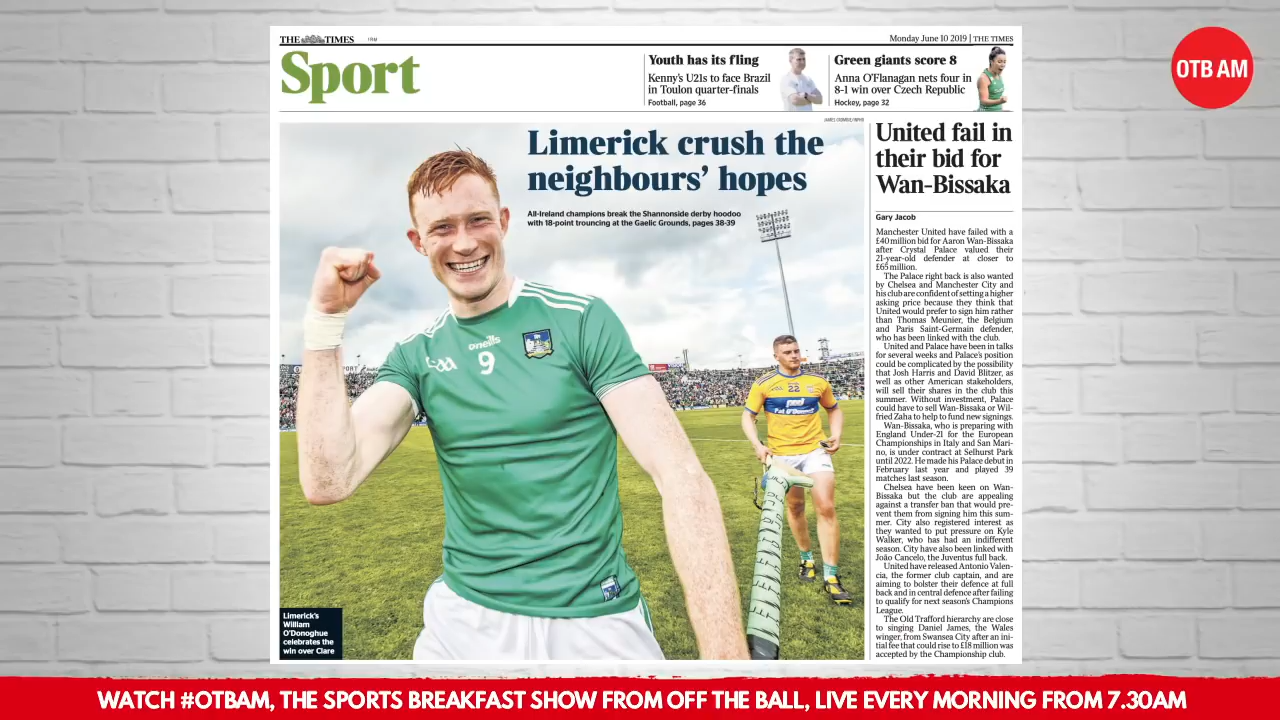 THE TIMES
1 R M
Monday June 10 2019 | THE TIMES
Sport
Youth has its fling
Kenny's U21s to face Brazil
in Toulon quarter-finals
Football, page 36
Green giants score 8
Anna O'Flanagan nets four in
8-1 win over Czech Republic
Hockey, page 32
OTB AM
Limerick crush the
neighbours' hopes
All-Ireland champions break the Shannonside derby hoodoo
with 18-point trouncing at the Gaelic Grounds, pages 38-39
oneills
GAA
9
22
Pat O'Donnell
Limerick's
William
O'Donoghue
celebrates the
win over Clare
United fail in
their bid for
Wan-Bissaka
Gary Jacob
Manchester United have failed with a
£40 million bid for Aaron Wan-Bissaka
after Crystal Palace valued their
21-year-old defender at closer to
£65 million.
The Palace right back is also wanted
by Chelsea and Manchester City and
his club are confident of setting a higher
asking price because they think that
United would prefer to sign him rather
than Thomas Meunier, the Belgium
and Paris Saint-Germain defender,
who has been linked with the club.
United and Palace have been in talks
for several weeks and Palace's position
could be complicated by the possibility
that Josh Harris and David Blitzer, as
well as other American stakeholders,
will sell their shares in the club this
summer. Without investment, Palace
could have to sell Wan-Bissaka or Wil-
fried Zaha to help to fund new signings.
Wan-Bissaka, who is preparing with
England Under-21 for the European
Championships in Italy and San Mari-
no, is under contract at Selhurst Park
until 2022. He made his Palace debut in
February last year and played 39
matches last season.
Chelsea have been keen on Wan-
Bissaka but the club are appealing
against a transfer ban that would pre-
vent them from signing him this sum-
mer. City also registered interest as
they wanted to put pressure on Kyle
Walker, who has had an indifferent
season. City have also been linked with
João Cancelo, the Juventus full back.
United have released Antonio Valen-
cia, the former club captain, and are
aiming to bolster their defence at full
back and in central defence after failing
to qualify for next season's Champions
League.
The Old Trafford hierarchy are close
to signing Daniel James, the Wales
winger, from Swansea City after an ini-
tial fee that could rise to £18 million was
accepted by the Championship club.
WATCH #OTBAM, THE SPORTS BREAKFAST SHOW FROM OFF THE BALL, LIVE EVERY MORNING FROM 7.30AM